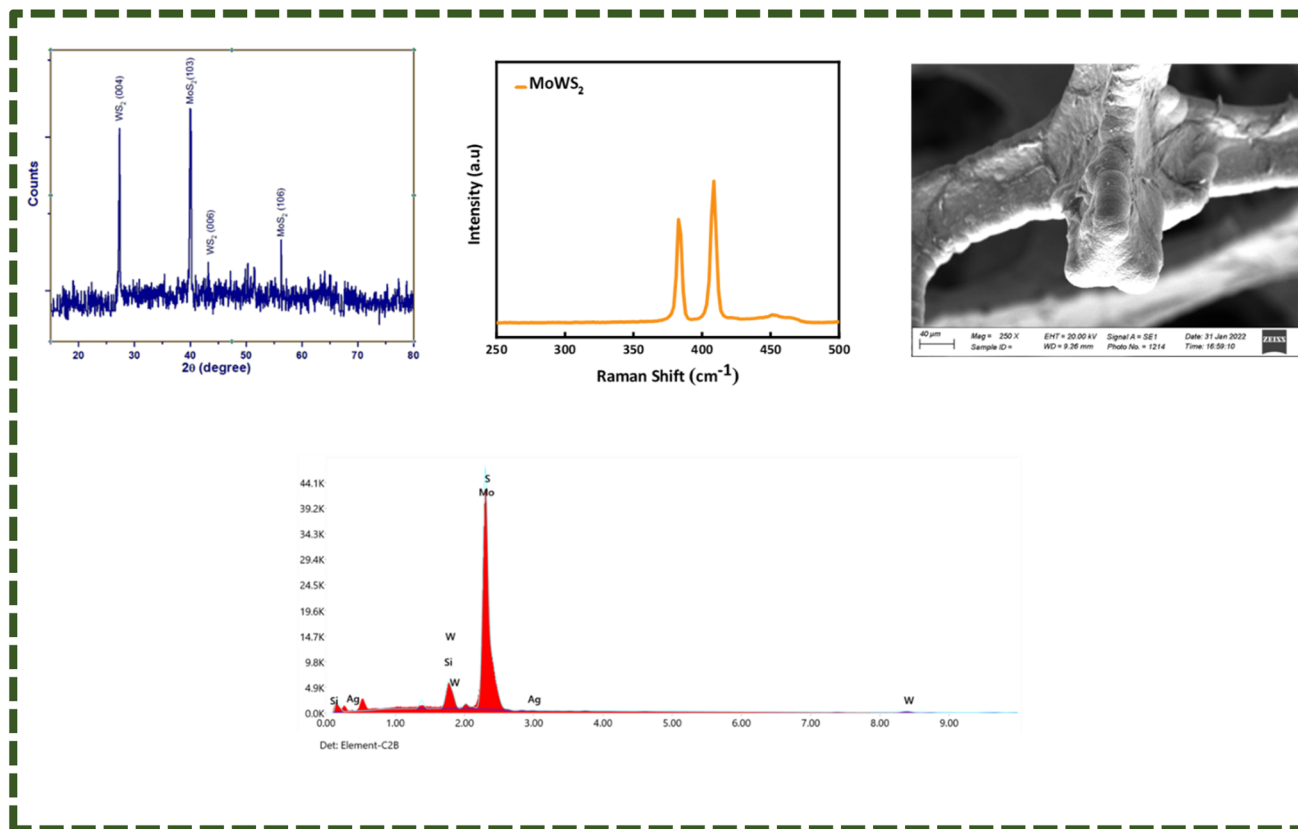 WS₂ (004)
MoS₂(103)
WS₂ (006)
MoS₂ (106)
Counts
20 30 40 50 60 70 80
2θ (degree)
MoWS₂
Intensity (a.u)
250 300 350 400 450 500
Raman Shift (cm⁻¹)
40 µm
Mag = 250 X EHT = 20.00 kV Signal A = SE1 Date: 31 Jan 2022
Sample ID = WD = 9.26 mm Photo No. = 1214 Time: 16:59:10
ZEISS
44.1K
39.2K
34.3K
29.4K
24.5K
19.6K
14.7K
9.8K
4.9K
0.0K
S
Mo
W
Si
W
Si
Ag
Ag
W
0.00 1.00 2.00 3.00 4.00 5.00 6.00 7.00 8.00 9.00
Det: Element-C2B